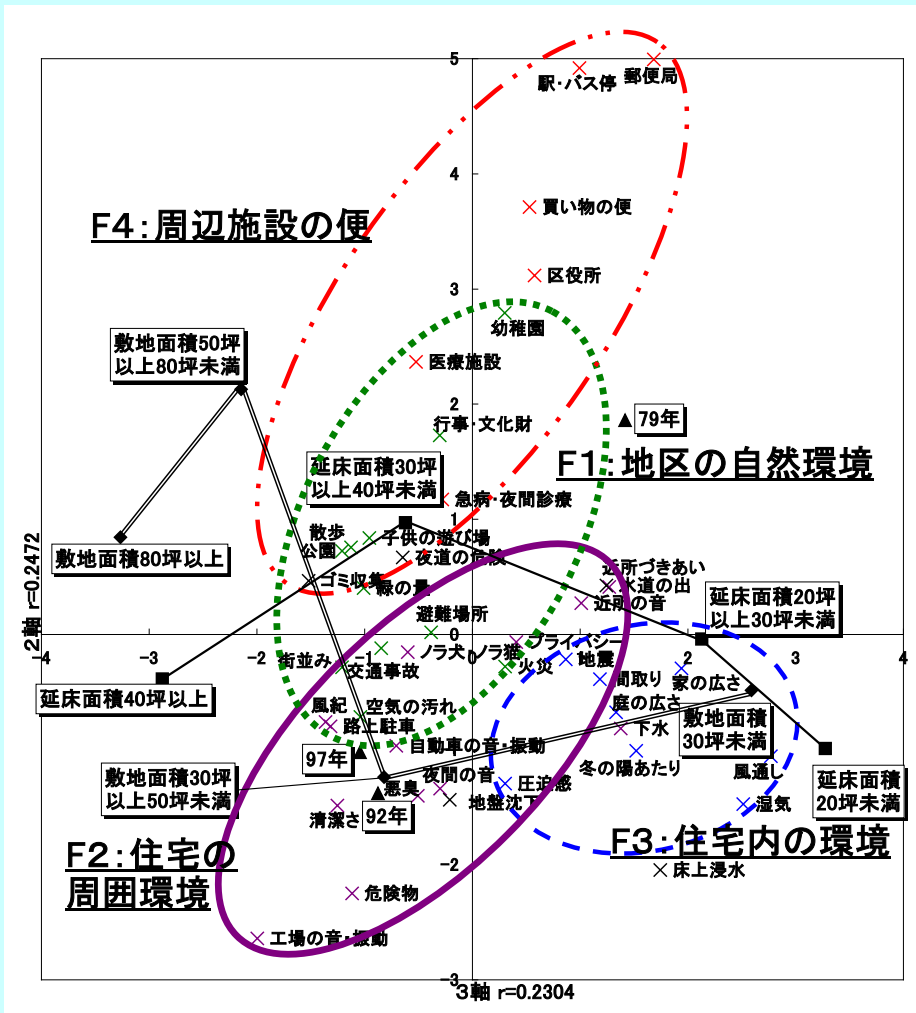 5
駅・バス停
郵便局
4
買い物の便
F4：周辺施設の便
3
区役所
幼稚園
敷地面積50坪
以上80坪未満
医療施設
2
79年
行事・文化財
延床面積30坪
以上40坪未満
F1：地区の自然環境
急病・夜間診療
1
敷地面積80坪以上
散歩
公園
子供の遊び場
夜道の危険
ゴミ収集
緑の量
近所づきあい
水道の出
近所の音
避難場所
延床面積20坪
以上30坪未満
2軸 r=0.2472
0
-4
-3
-2
-1
0
1
2
3
4
街並み
交通事故
ノラ犬・ノラ猫
プライバシー
火災
地震
間取り
家の広さ
庭の広さ
延床面積40坪以上
風紀
空気の汚れ
路上駐車
下水
敷地面積
30坪未満
97年
自動車の音・振動
冬の陽あたり
風通し
敷地面積30坪
以上50坪未満
悪臭
夜間の音
圧迫感
地盤沈下
湿気
延床面積
20坪未満
清潔さ
92年
F2：住宅の
周囲環境
F3：住宅内の環境
床上浸水
-2
危険物
工場の音・振動
-3
3軸 r=0.2304